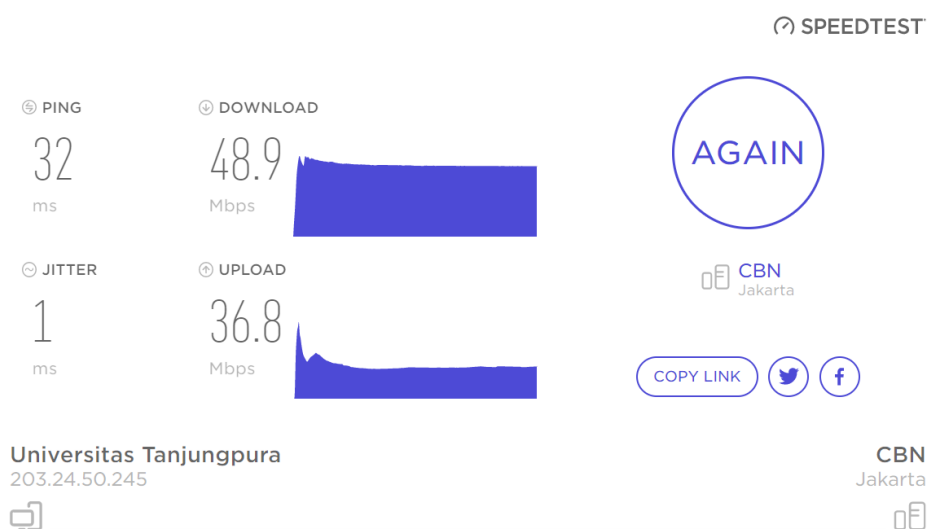 SPEEDTEST
PING
32
ms
DOWNLOAD
48.9
Mbps
JITTER
1
ms
UPLOAD
36.8
Mbps
AGAIN
CBN
Jakarta
COPY LINK
Universitas Tanjungpura
203.24.50.245
CBN
Jakarta